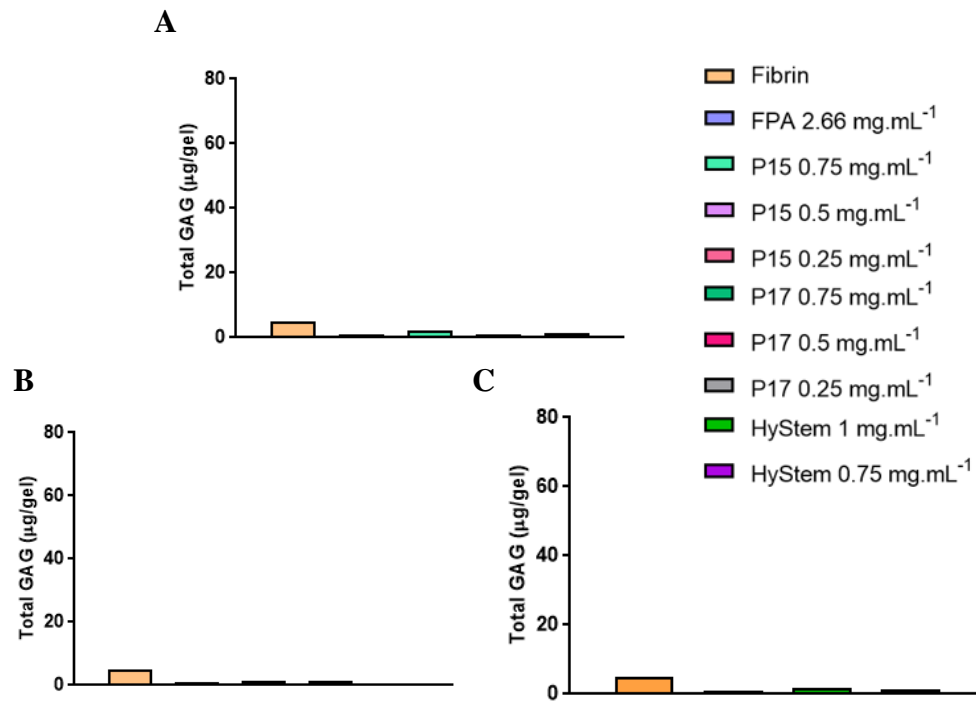 A
Total GAG (µg/gel)
80
60
40
20
0
Fibrin
FPA 2.66 mg.mL⁻¹
P15 0.75 mg.mL⁻¹
P15 0.5 mg.mL⁻¹
P15 0.25 mg.mL⁻¹
P17 0.75 mg.mL⁻¹
P17 0.5 mg.mL⁻¹
P17 0.25 mg.mL⁻¹
HyStem 1 mg.mL⁻¹
HyStem 0.75 mg.mL⁻¹
B
Total GAG (µg/gel)
80
60
40
20
0
C
Total GAG (µg/gel)
80
60
40
20
0